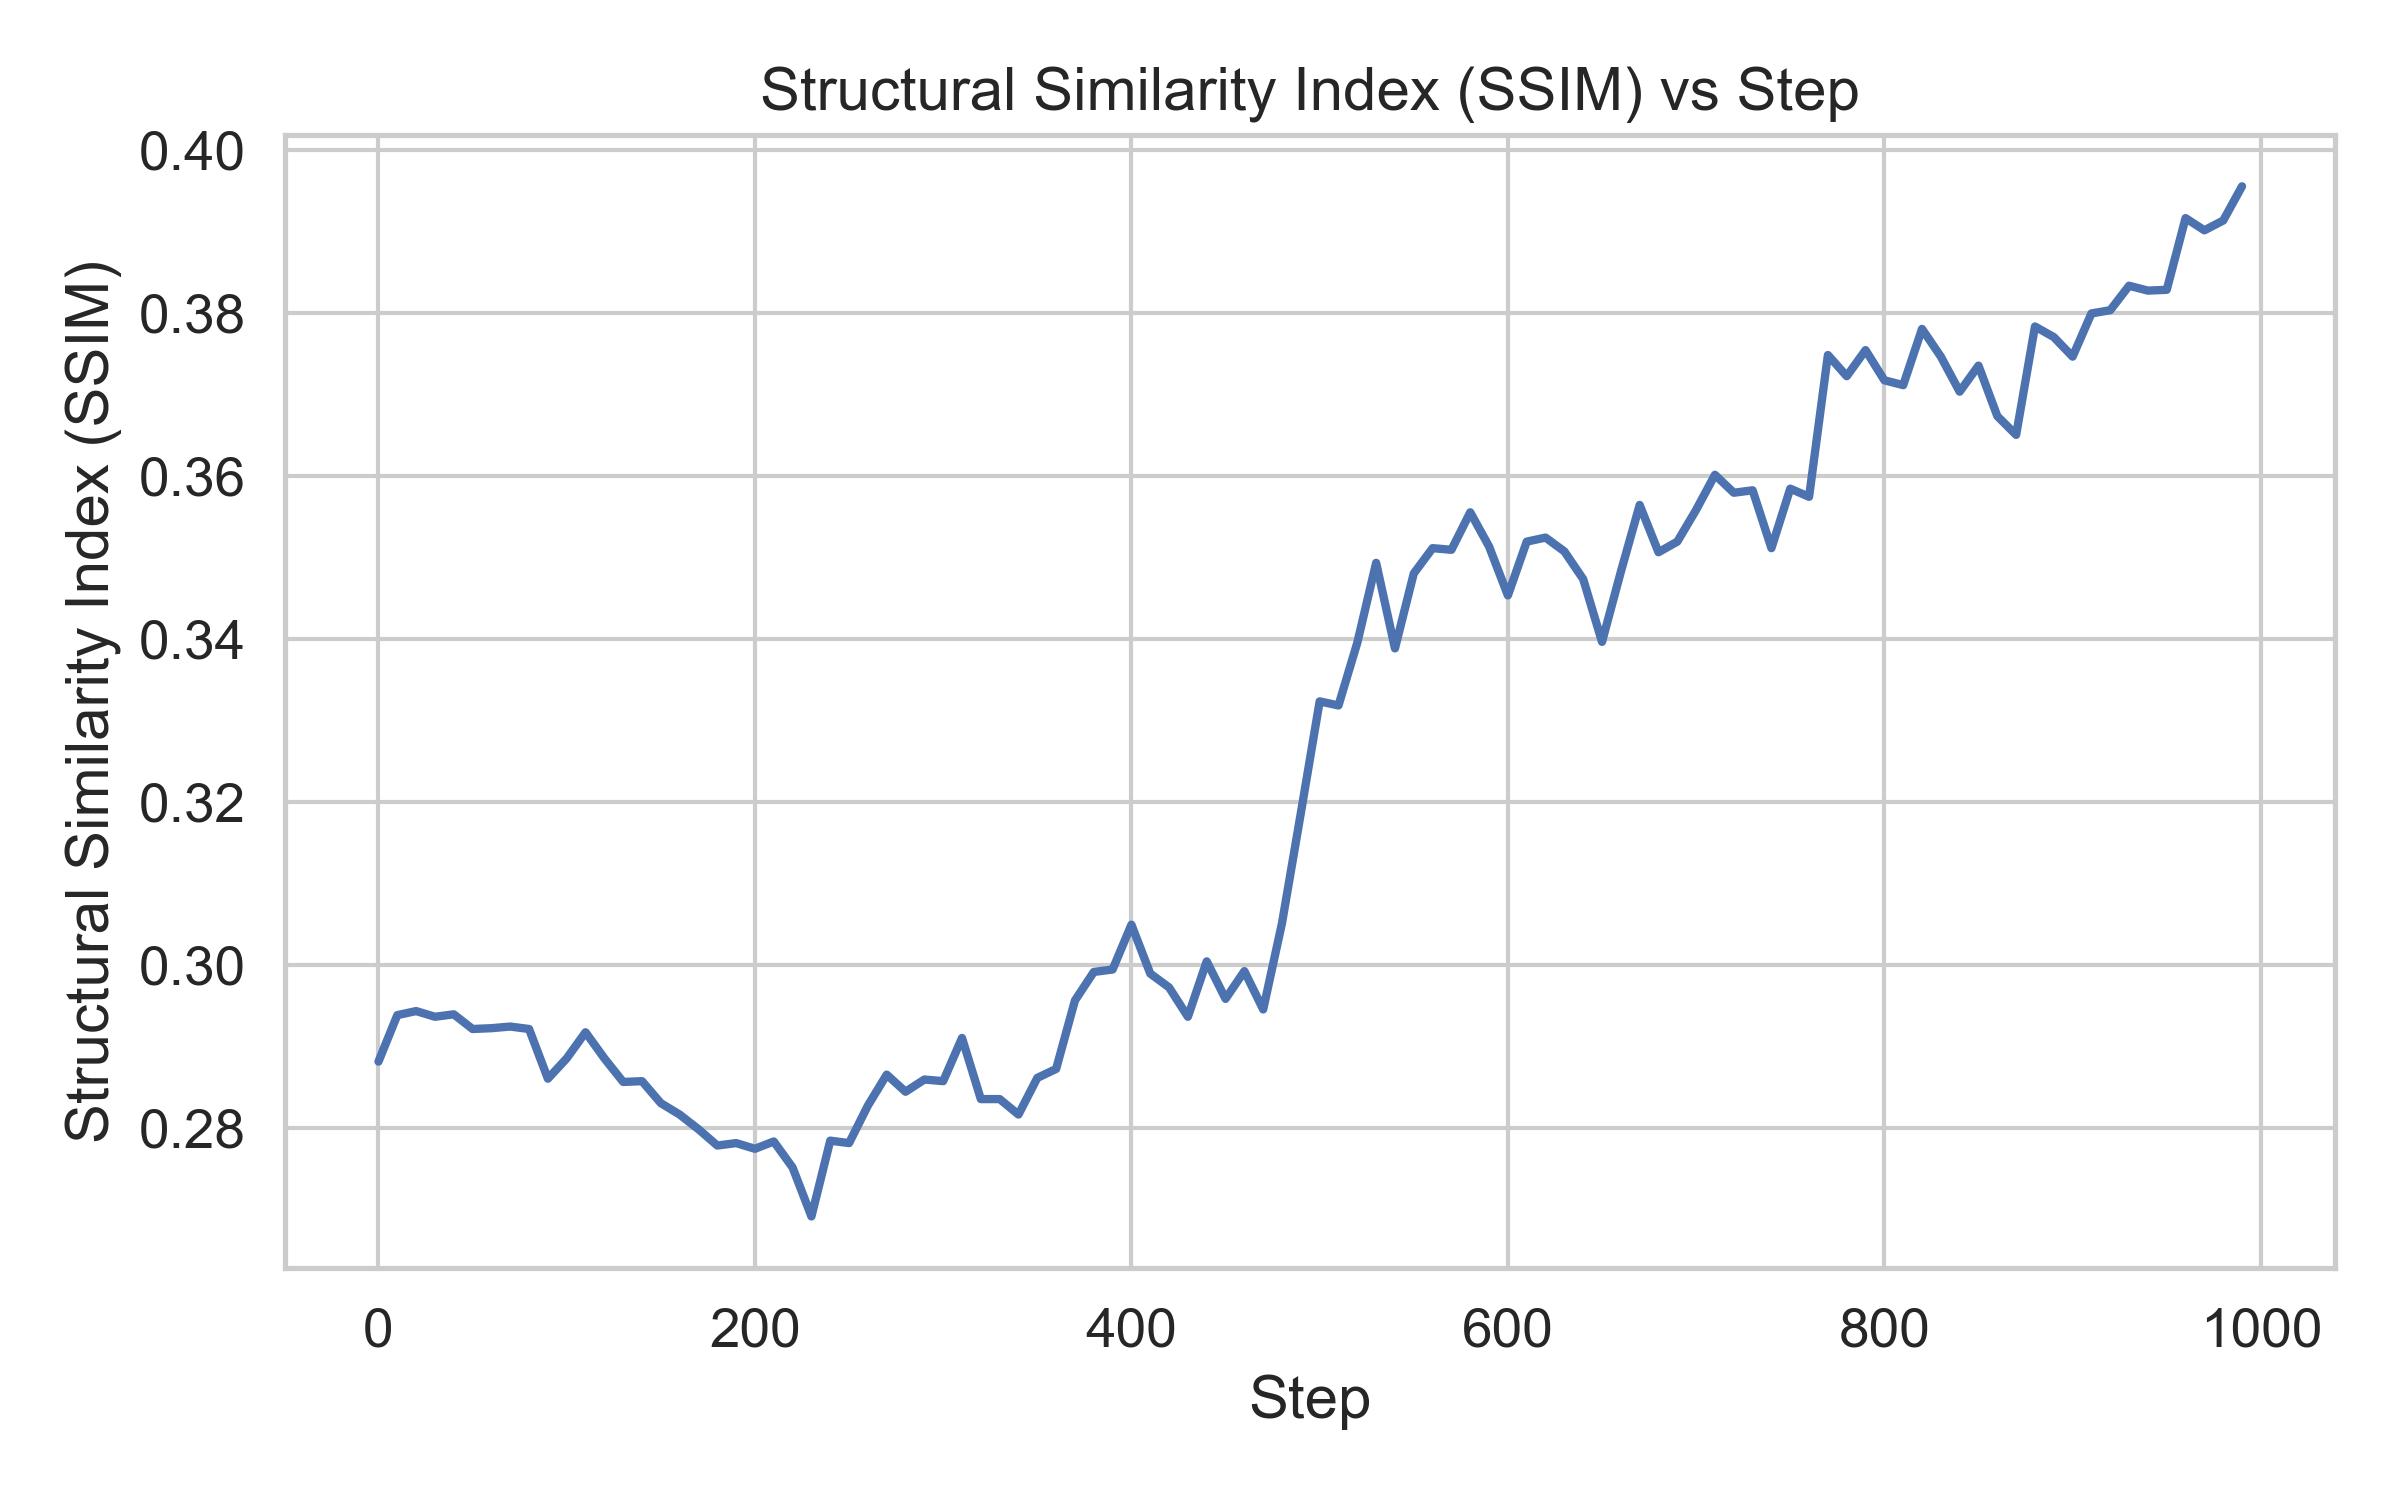 Structural Similarity Index (SSIM) vs Step
Structural Similarity Index (SSIM)
0.40
0.38
0.36
0.34
0.32
0.30
0.28
0 200 400 600 800 1000
Step